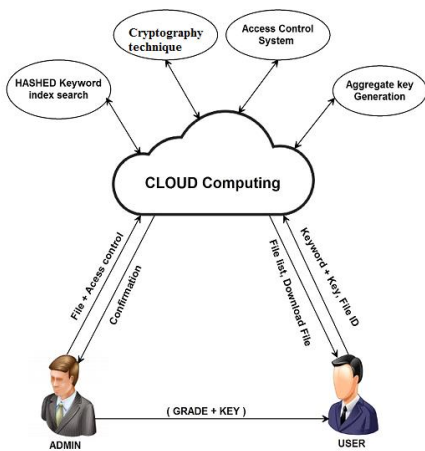 Cryptography
technique
Access Control
System
HASHED Keyword
index search
Aggregate key
Generation
CLOUD Computing
File + Acess control
Confirmation
File list, Download File
Keyword + Key, File ID
( GRADE + KEY )
ADMIN
USER